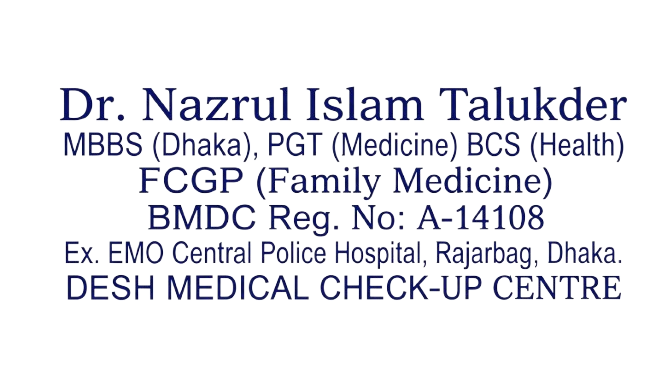 Dr. Nazrul Islam Talukder
MBBS (Dhaka), PGT (Medicine) BCS (Health)
FCGP (Family Medicine)
BMDC Reg. No: A-14108
Ex. EMO Central Police Hospital, Rajarbag, Dhaka.
DESH MEDICAL CHECK-UP CENTRE